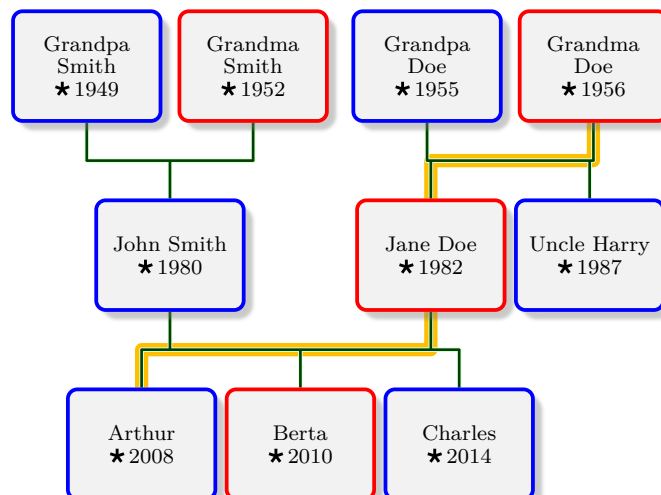 Grandpa
Smith
★1949
Grandma
Smith
★1952
Grandpa
Doe
★1955
Grandma
Doe
★1956
John Smith
★1980
Jane Doe
★1982
Uncle Harry
★1987
Arthur
★2008
Berta
★2010
Charles
★2014